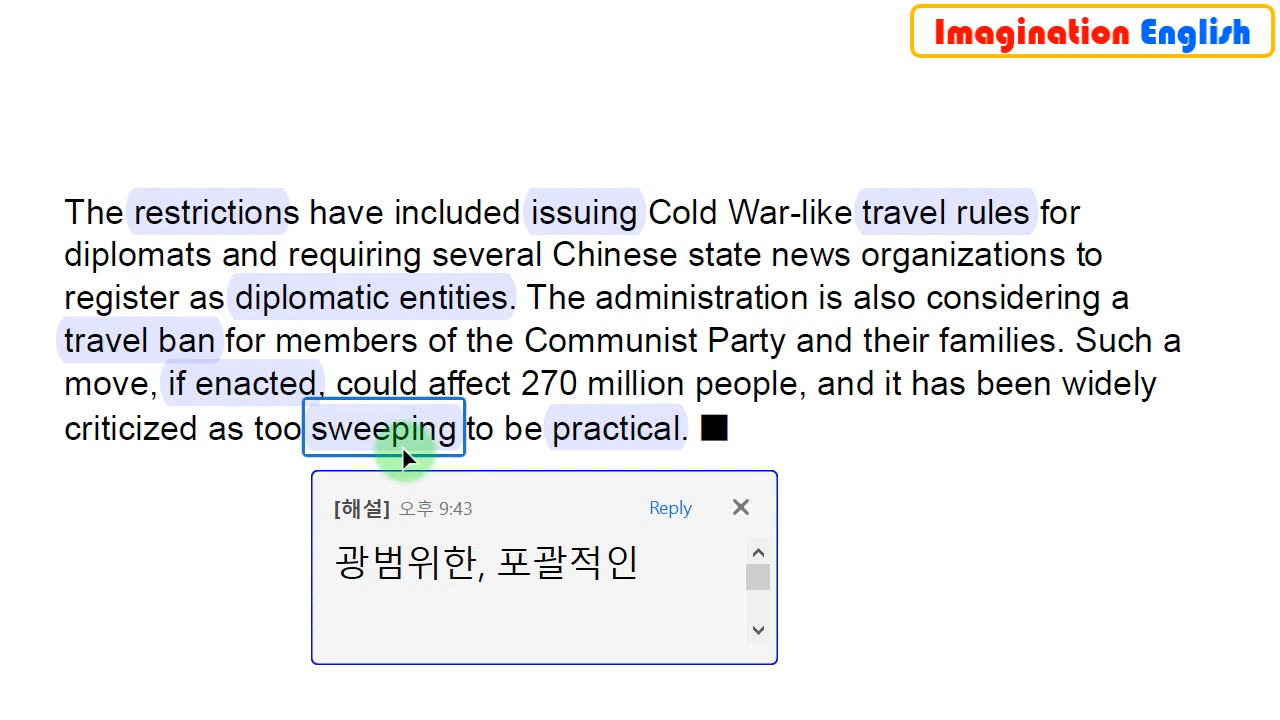 Imagination English
The restrictions have included issuing Cold War-like travel rules for
diplomats and requiring several Chinese state news organizations to
register as diplomatic entities. The administration is also considering a
travel ban for members of the Communist Party and their families. Such a
move, if enacted, could affect 270 million people, and it has been widely
criticized as too sweeping to be practical. ■
[해설] 오후 9:43 Reply ✕
광범위한, 포괄적인